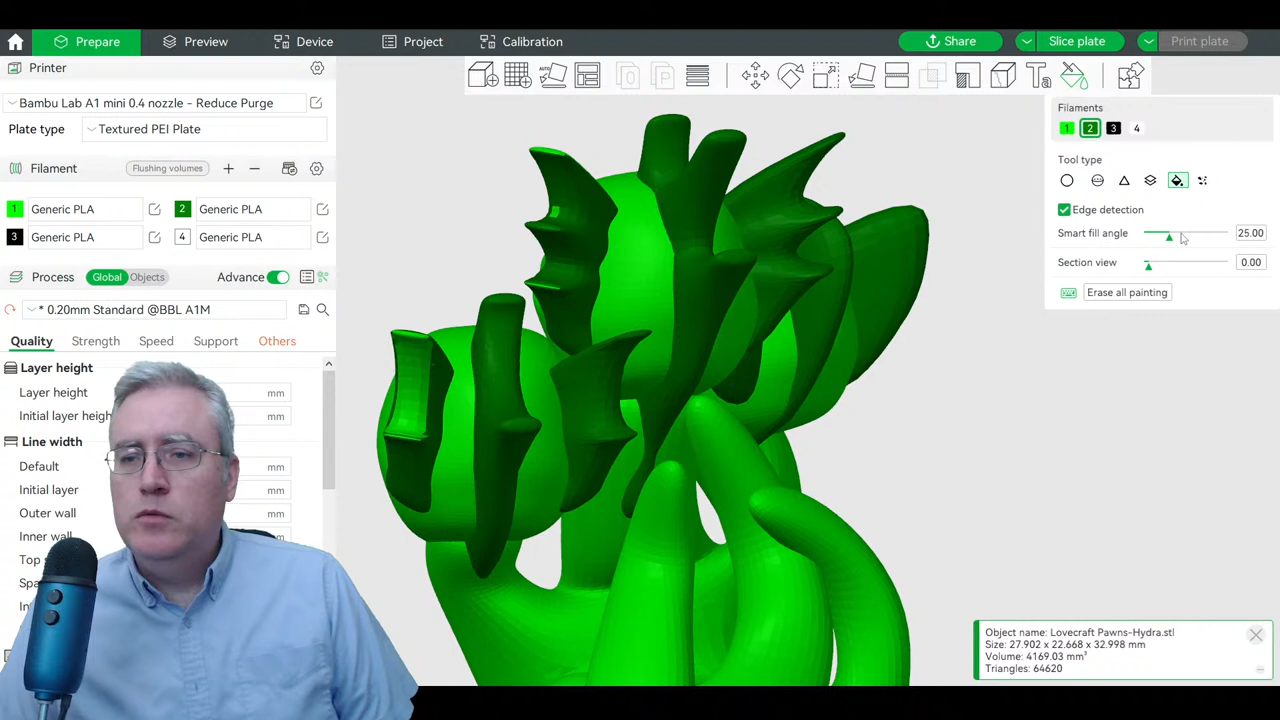 Prepare
Preview
Device
Project
Calibration
Share
Slice plate
Print plate
Printer
Bambu Lab A1 mini 0.4 nozzle - Reduce Purge
Plate type
Textured PEI Plate
Filament
Flushing volumes
1 Generic PLA
2 Generic PLA
3 Generic PLA
4 Generic PLA
Process
Global
Objects
Advance
* 0.20mm Standard @BBL A1M
Quality
Strength
Speed
Support
Others
Layer height
Layer height
mm
Initial layer
mm
Line width
Default
mm
Initial layer
mm
Outer wall
mm
Inner wall
mm
Top
Filaments
1 2 3 4
Tool type
Edge detection
Smart fill angle
25.00
Section view
0.00
Erase all painting
Object name: Lovecraft Pawns-Hydra.stl
Size: 27.902 x 22.668 x 32.998 mm
Volume: 4169.03 mm³
Triangles: 64620